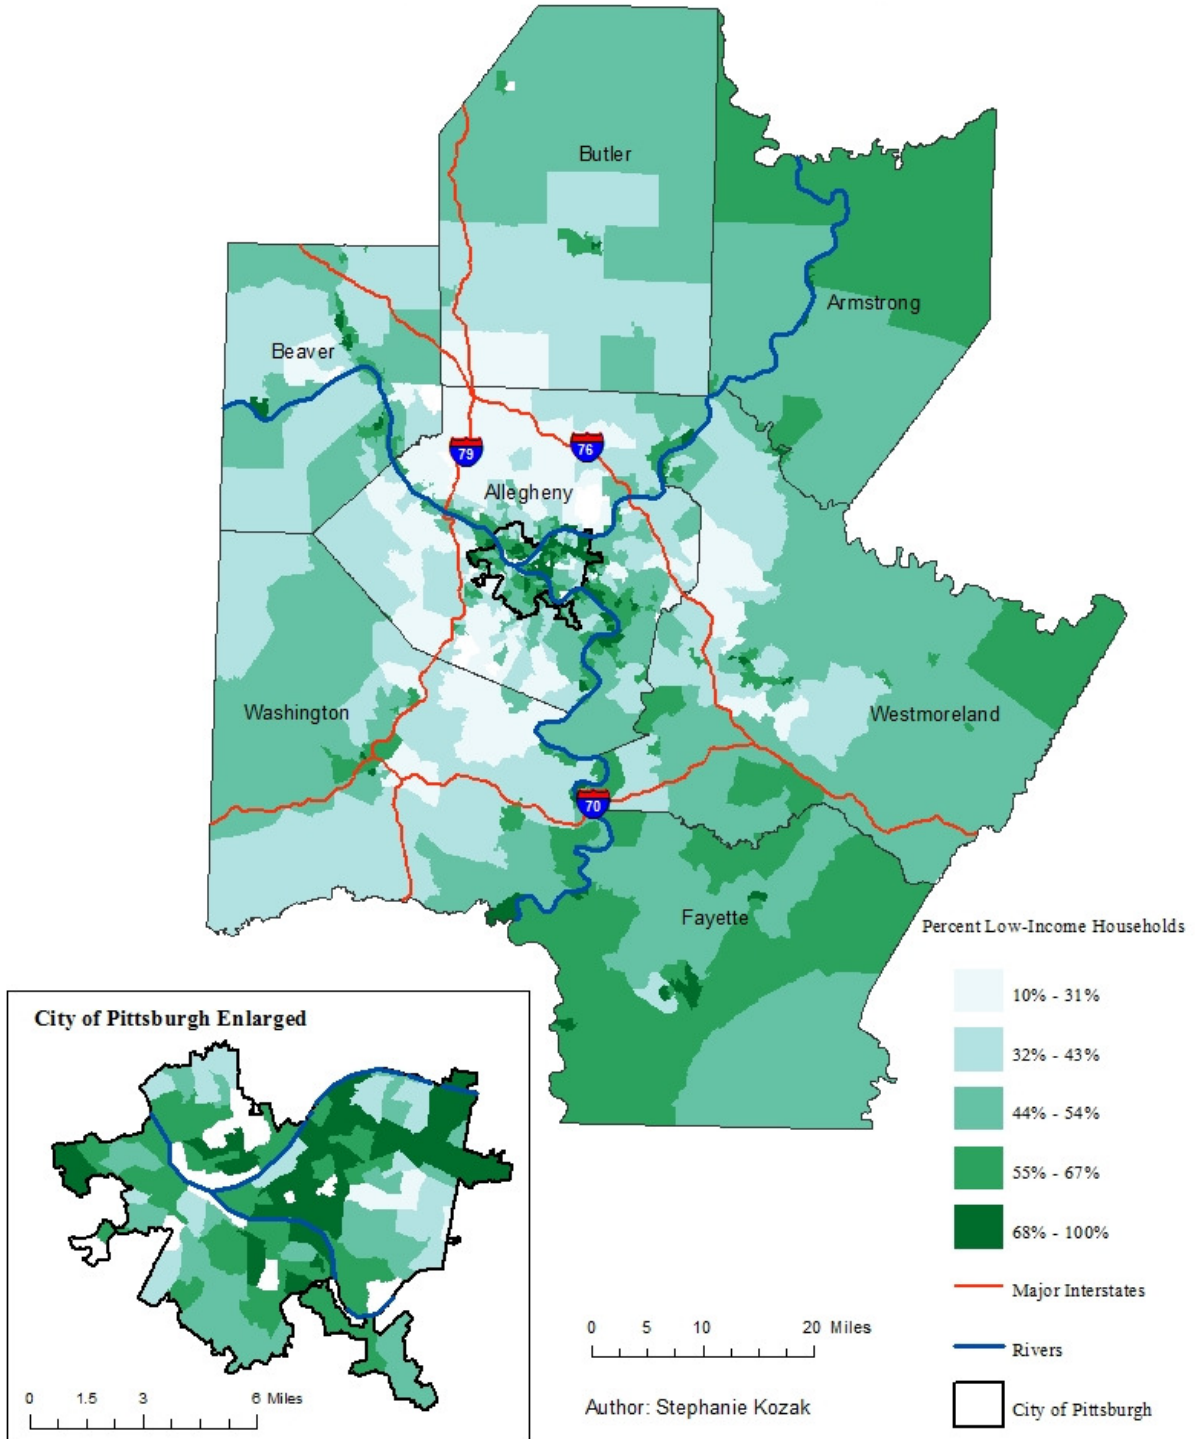 Butler
Armstrong
Beaver
79
76
Allegheny
Washington
Westmoreland
70
Fayette
Percent Low-Income Households
10% - 31%
32% - 43%
44% - 54%
55% - 67%
68% - 100%
Major Interstates
Rivers
City of Pittsburgh
City of Pittsburgh Enlarged
0 1.5 3 6 Miles
0 5 10 20 Miles
Author: Stephanie Kozak